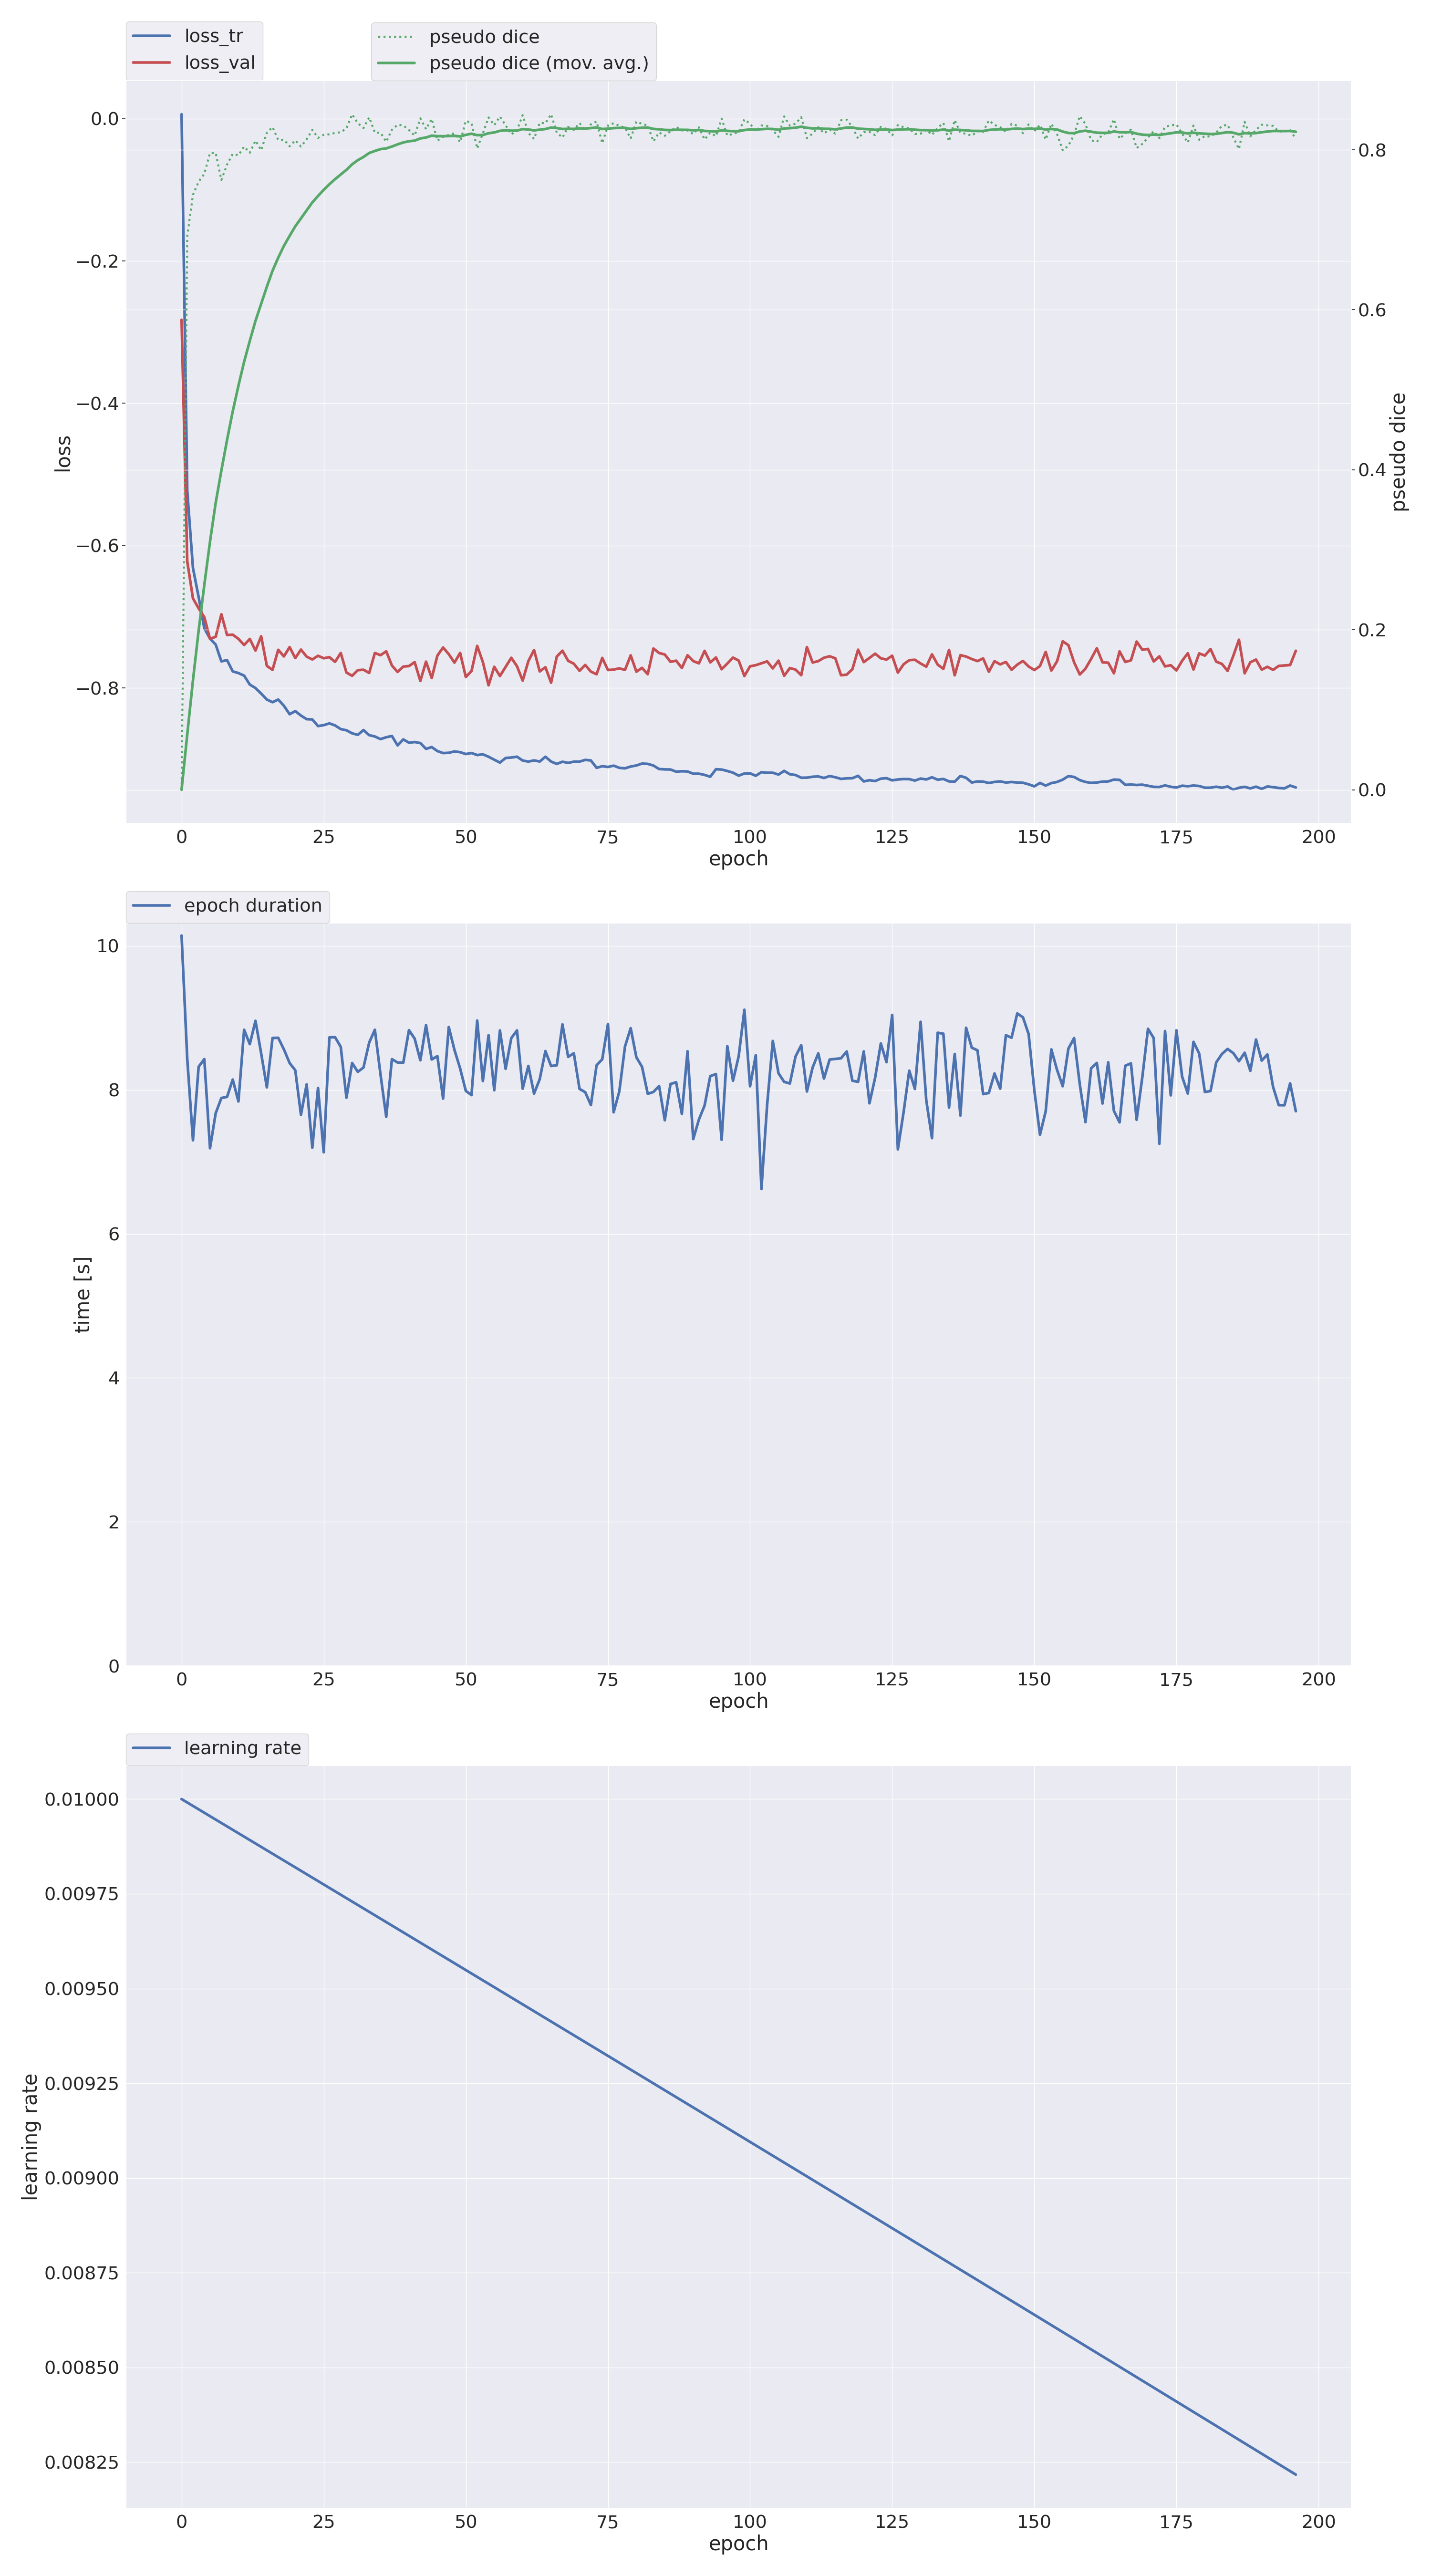 loss_tr
loss_val
pseudo dice
pseudo dice (mov. avg.)
0.0
−0.2
−0.4
−0.6
−0.8
loss
0.8
0.6
0.4
0.2
0.0
pseudo dice
0 25 50 75 100 125 150 175 200
epoch
epoch duration
10
8
6
4
2
0
time [s]
0 25 50 75 100 125 150 175 200
epoch
learning rate
0.01000
0.00975
0.00950
0.00925
0.00900
0.00875
0.00850
0.00825
learning rate
0 25 50 75 100 125 150 175 200
epoch